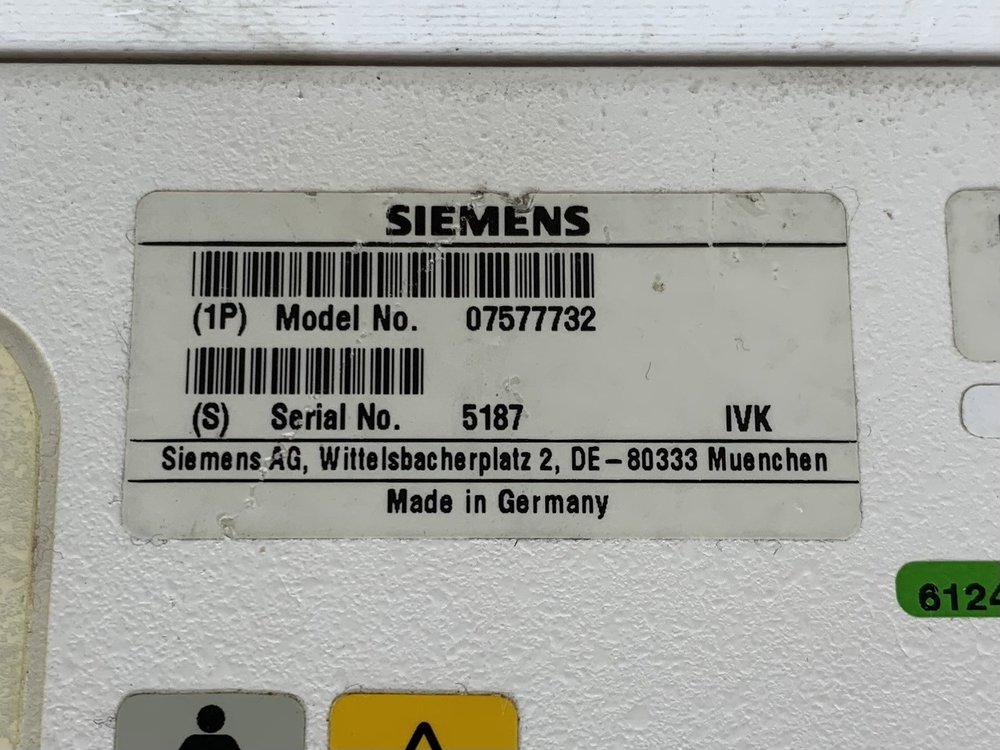 SIEMENS
(1P) Model No. 07577732
(S) Serial No. 5187 IVK
Siemens AG, Wittelsbacherplatz 2, DE-80333 Muenchen
Made in Germany
6124